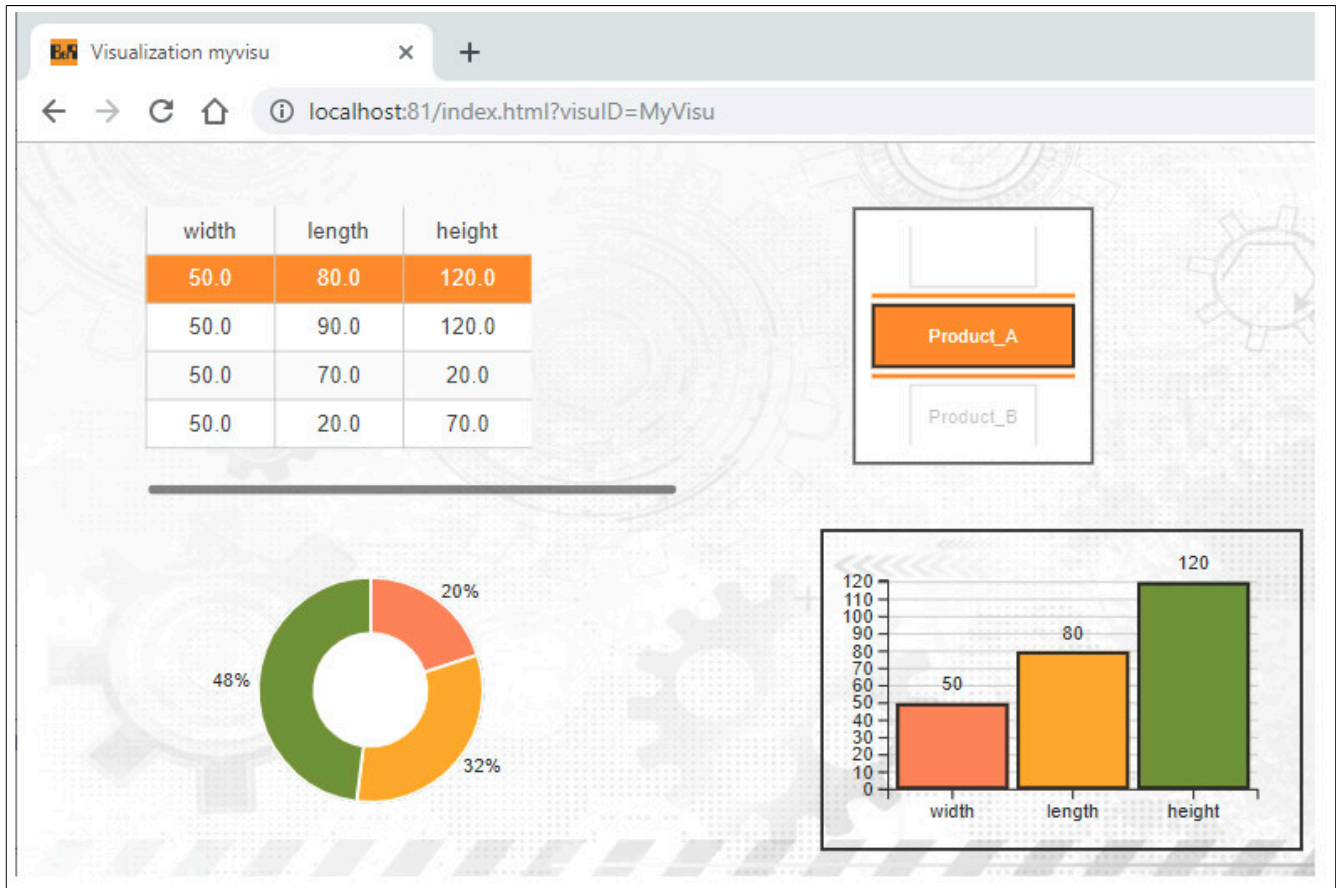 B&R Visualization myvisu
localhost:81/index.html?visuID=MyVisu
width length height
50.0 80.0 120.0
50.0 90.0 120.0
50.0 70.0 20.0
50.0 20.0 70.0
Product_A
Product_B
20%
48%
32%
120
120
110
100
90
80
80
70
60
50
50
40
30
20
10
0
width length height